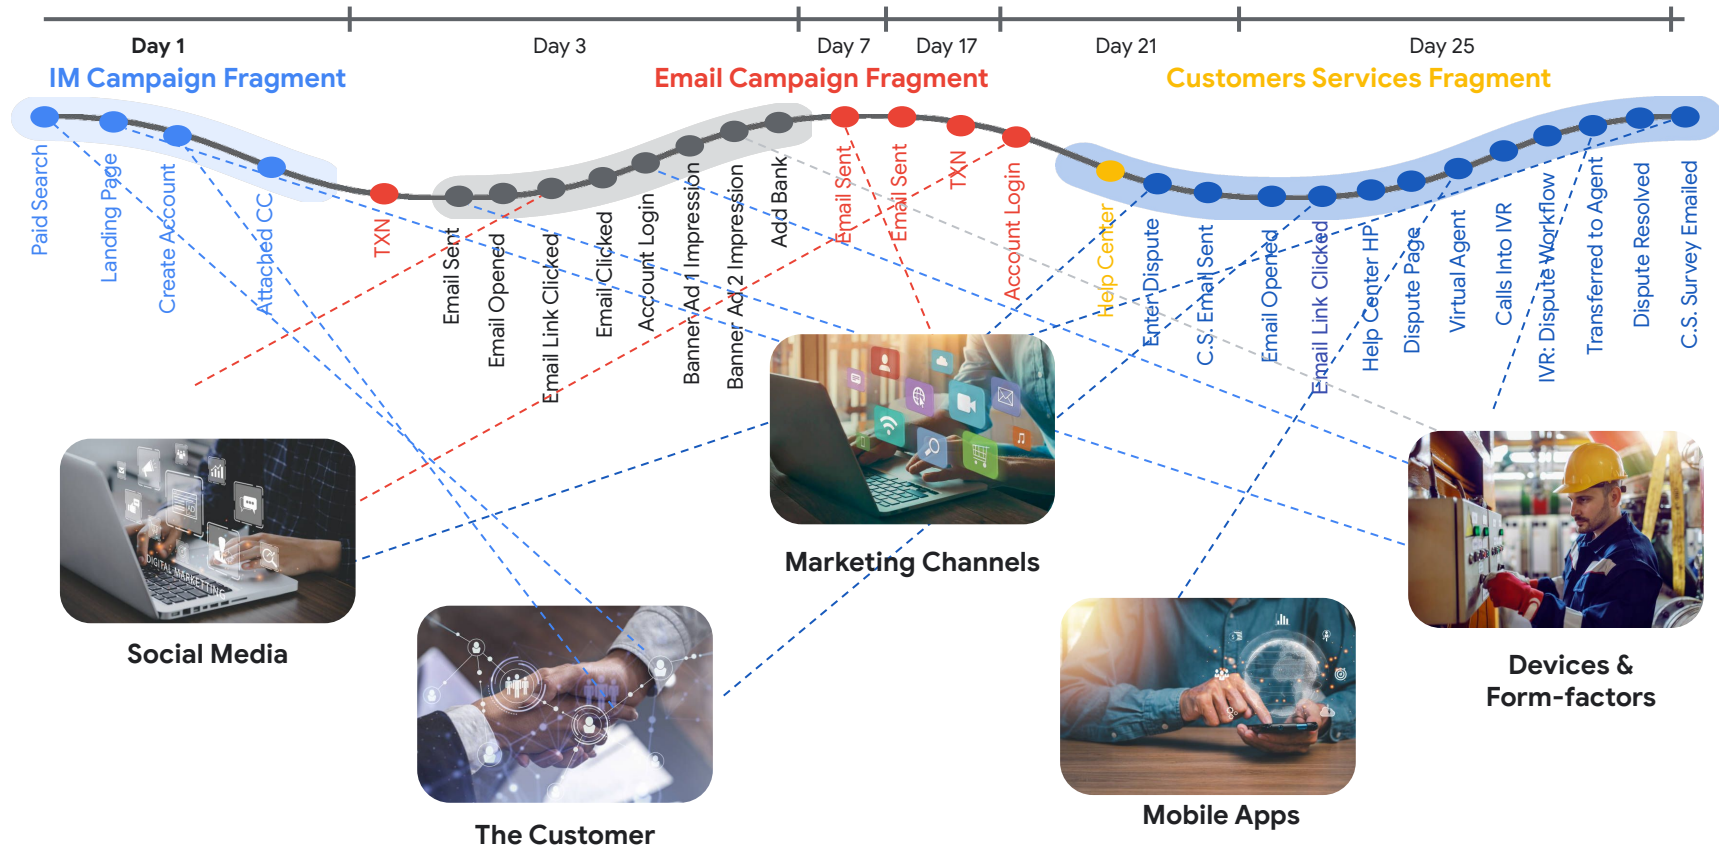 Day 1
Day 3
Day 7
Day 17
Day 21
Day 25
IM Campaign Fragment
Email Campaign Fragment
Customers Services Fragment
Paid Search
Landing Page
Create Account
Attached CC
TXN
Email Sent
Email Opened
Email Link Clicked
Email Clicked
Account Login
Banner Ad 1 Impression
Banner Ad 2 Impression
Add Bank
Email Sent
Email Sent
TXN
Account Login
Help Center
Enter Dispute
C.S. Email Sent
Email Opened
Email Link Clicked
Help Center HP
Dispute Page
Virtual Agent
Calls Into IVR
IVR: Dispute Workflow
Transferred to Agent
Dispute Resolved
C.S. Survey Emailed
AD
DIGITAL MARKETTING
Social Media
The Customer
Marketing Channels
Mobile Apps
Devices &
Form-factors